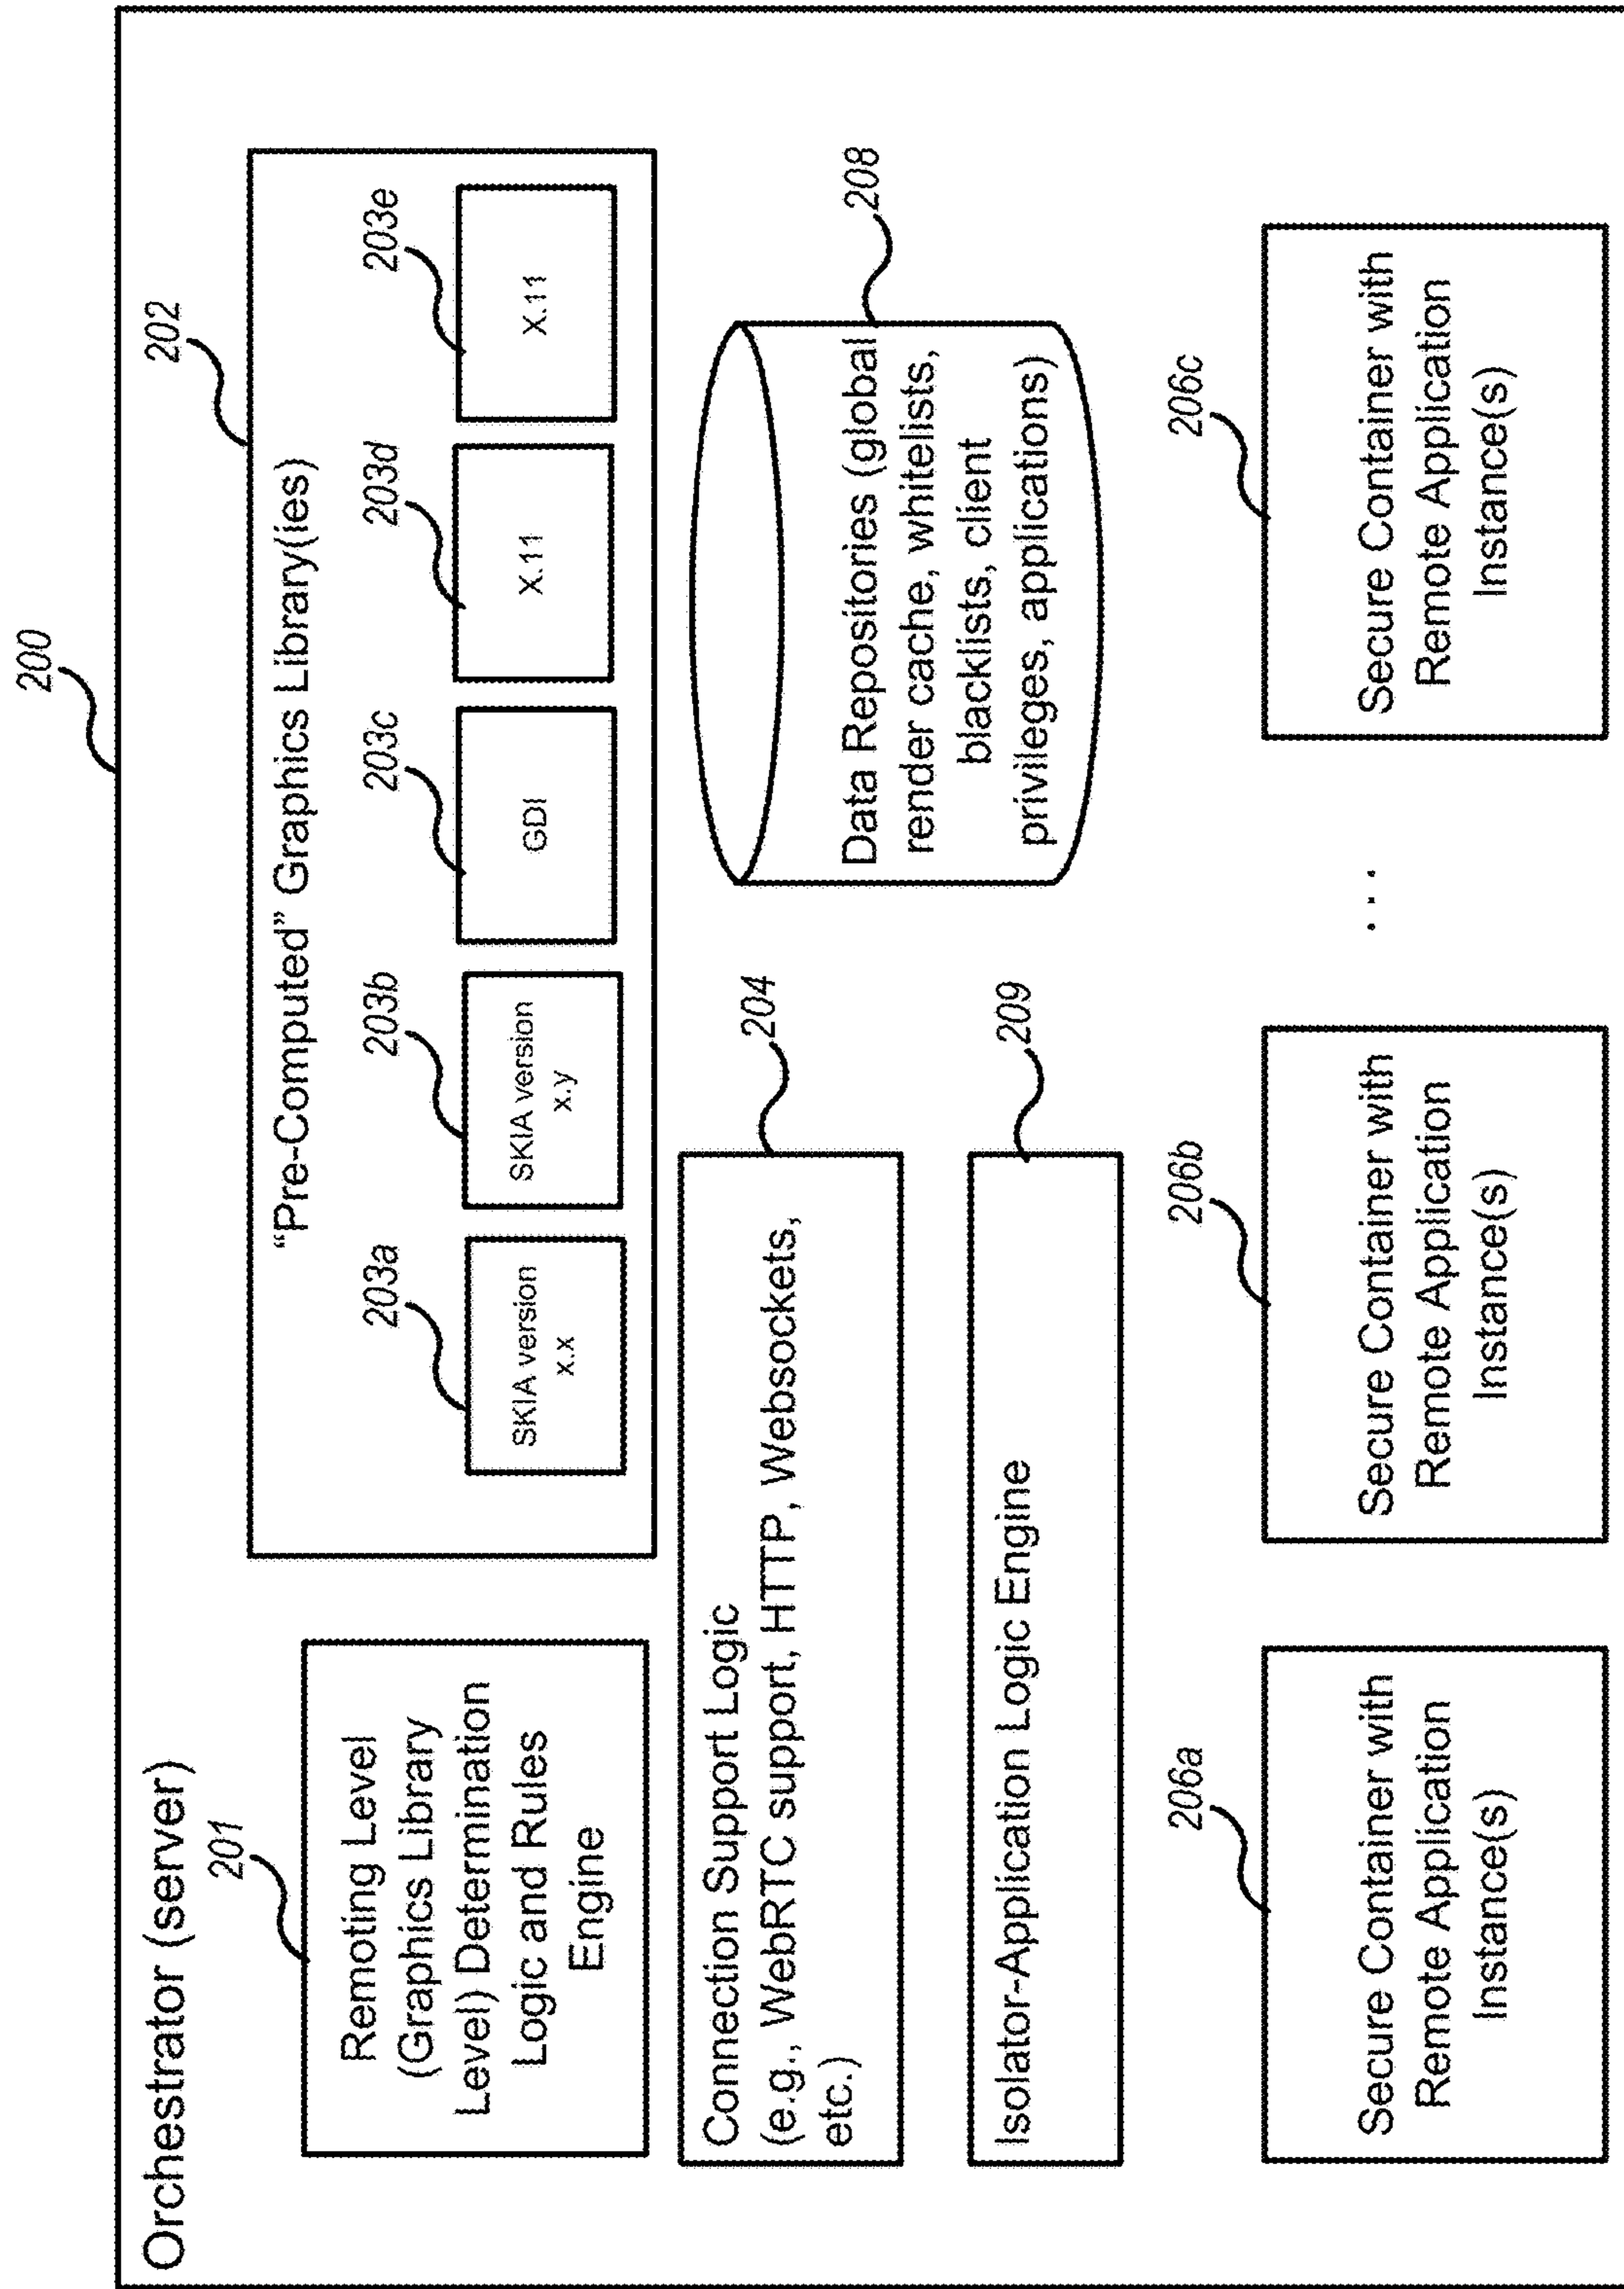 200
Orchestrator (server)
201
Remoting Level
(Graphics Library
Level) Determination
Logic and Rules
Engine
202
“Pre-Computed” Graphics Library(ies)
203a
SKIA version
x.x
203b
SKIA version
x.y
203c
GDI
203d
X.11
203e
X.11
204
Connection Support Logic
(e.g., WebRTC support, HTTP, Websockets,
etc.)
208
Data Repositories (global
render cache, whitelists,
blacklists, client
privileges, applications)
209
Isolator-Application Logic Engine
206a
Secure Container with
Remote Application
Instance(s)
206b
Secure Container with
Remote Application
Instance(s)
. . .
206c
Secure Container with
Remote Application
Instance(s)